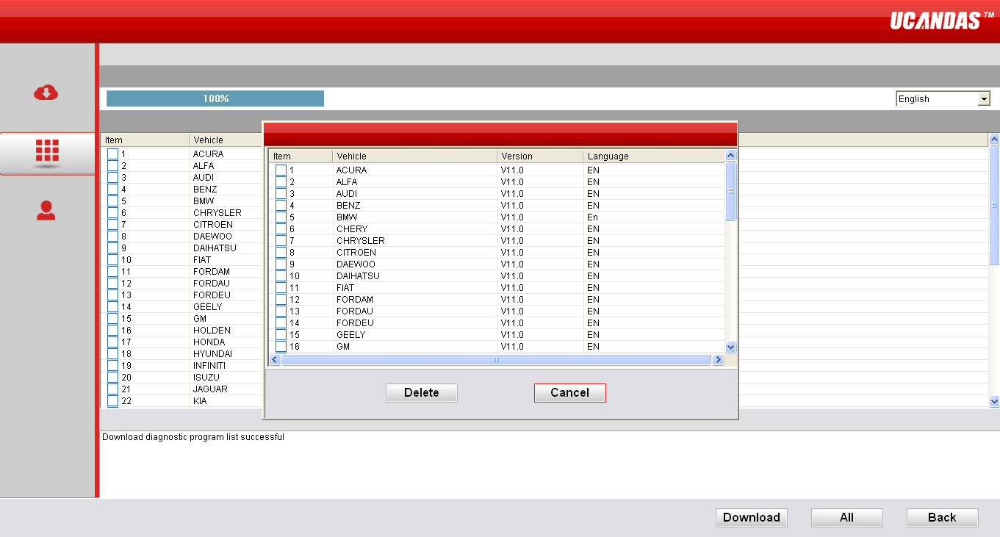 UCANDAS™
100%
English
Item Vehicle
1 ACURA
2 ALFA
3 AUDI
4 BENZ
5 BMW
6 CHRYSLER
7 CITROEN
8 DAEWOO
9 DAIHATSU
10 FIAT
11 FORDAM
12 FORDAU
13 FORDEU
14 GEELY
15 GM
16 HOLDEN
17 HONDA
18 HYUNDAI
19 INFINITI
20 ISUZU
21 JAGUAR
22 KIA
Item Vehicle Version Language
1 ACURA V11.0 EN
2 ALFA V11.0 EN
3 AUDI V11.0 EN
4 BENZ V11.0 EN
5 BMW V11.0 En
6 CHERY V11.0 EN
7 CHRYSLER V11.0 EN
8 CITROEN V11.0 EN
9 DAEWOO V11.0 EN
10 DAIHATSU V11.0 EN
11 FIAT V11.0 EN
12 FORDAM V11.0 EN
13 FORDAU V11.0 EN
14 FORDEU V11.0 EN
15 GEELY V11.0 EN
16 GM V11.0 EN
Delete Cancel
Download diagnostic program list successful
Download All Back